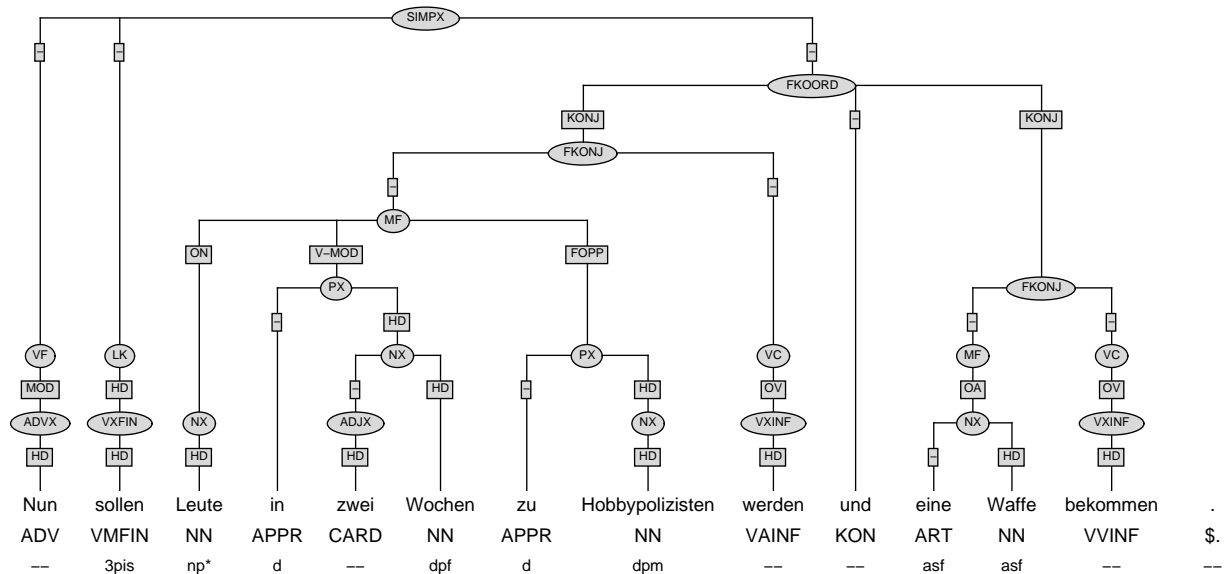 SIMPX
– – –
FKOORD
KONJ – KONJ
FKONJ
– –
MF
ON V–MOD FOPP
PX FKONJ
– HD – –
VF LK NX PX VC MF VC
MOD HD – HD – HD OV OA OV
ADVX VXFIN NX ADJX NX VXINF NX VXINF
HD HD HD HD HD HD – HD HD
Nun sollen Leute in zwei Wochen zu Hobbypolizisten werden und eine Waffe bekommen .
ADV VMFIN NN APPR CARD NN APPR NN VAINF KON ART NN VVINF $.
–– 3pis np* d –– dpf d dpm –– –– asf asf –– ––